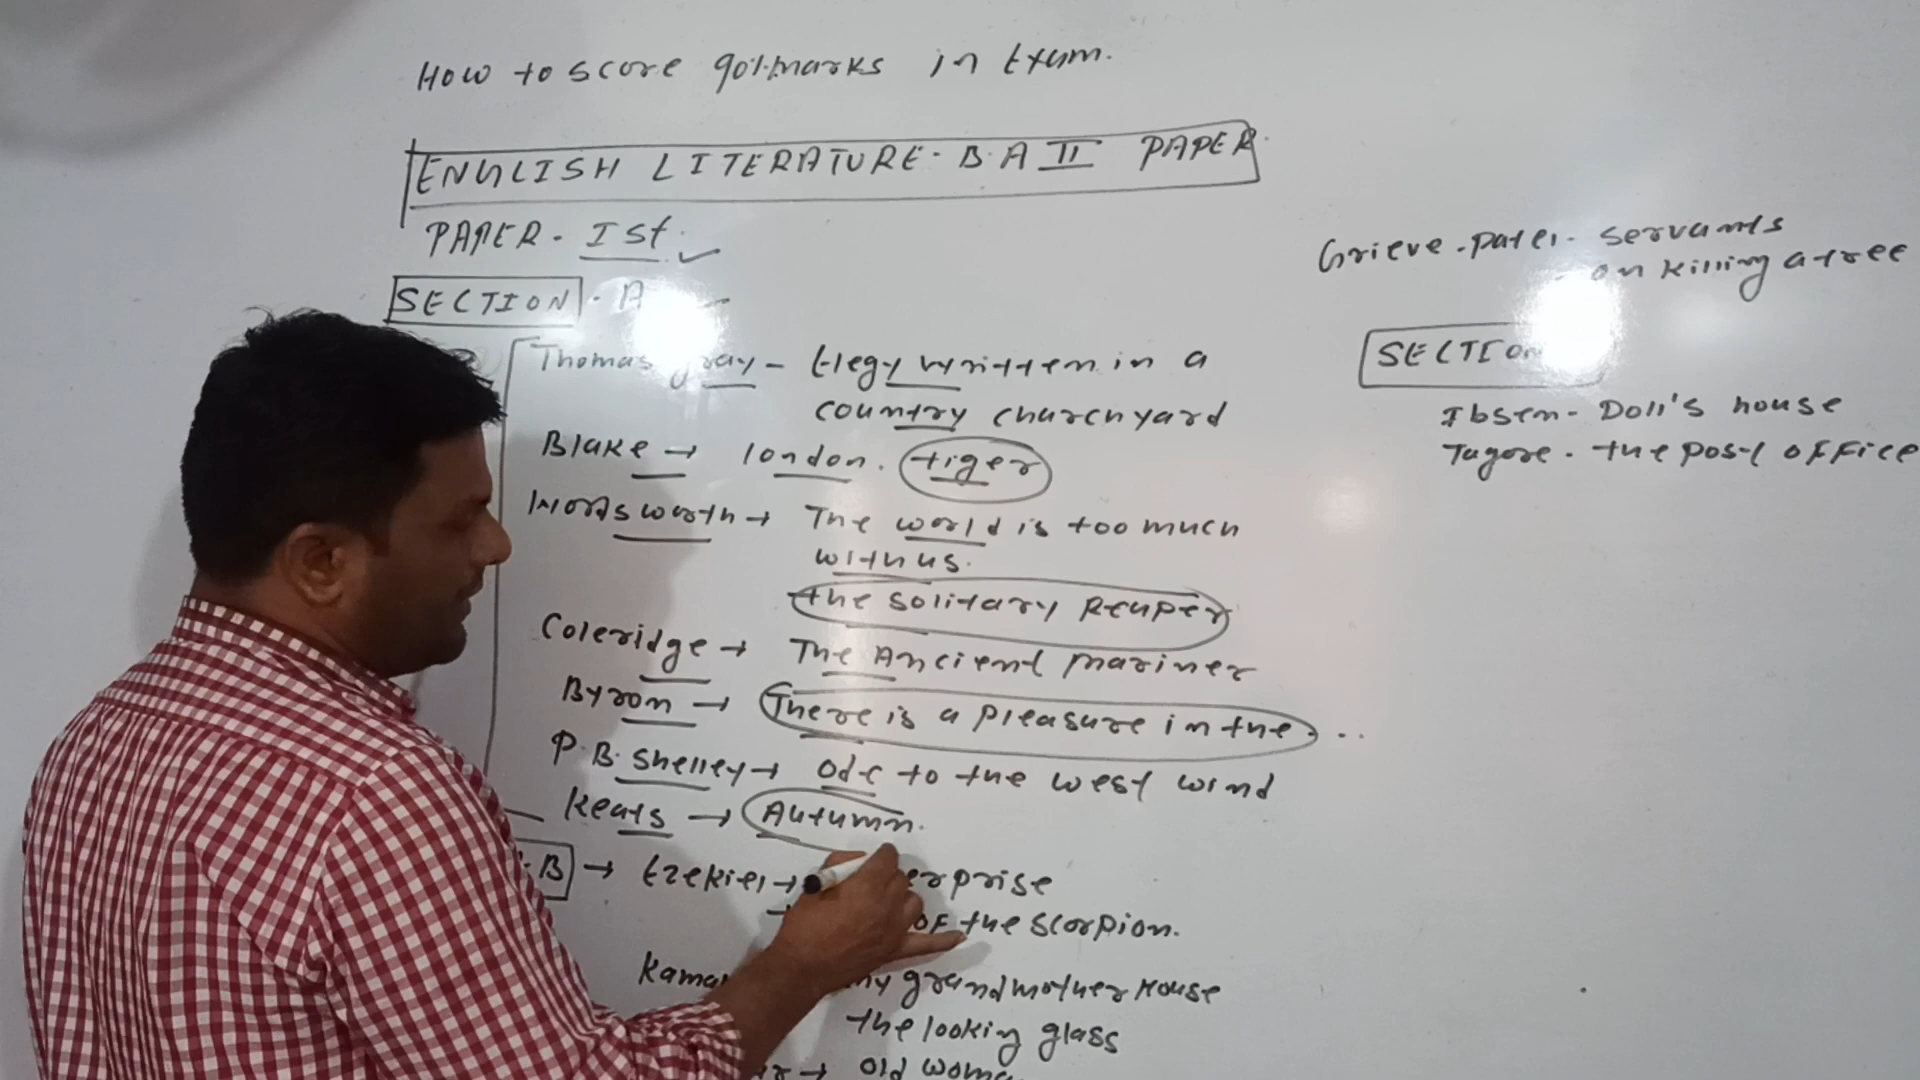 How to score 90%marks in Exam.
ENGLISH LITERATURE-B.A II PAPER
PAPER-Ist.
SECTION-A
Thomas gray- Elegy written in a
country churchyard
Blake → london. tiger
Wordsworth → The world is too much
with us.
the solitary Reaper
Coleridge → The Ancient mariner
Byron → There is a pleasure in the...
P.B. Shelley → Ode to the west wind
Keats → Autumn.
B → Ezekiel →
of the Scorpion.
my grandmother House
the looking glass
→ old
Grieve-patel- servants
- on killing a tree
SECTION
Ibsen- Doll's house
Tagore- the post office